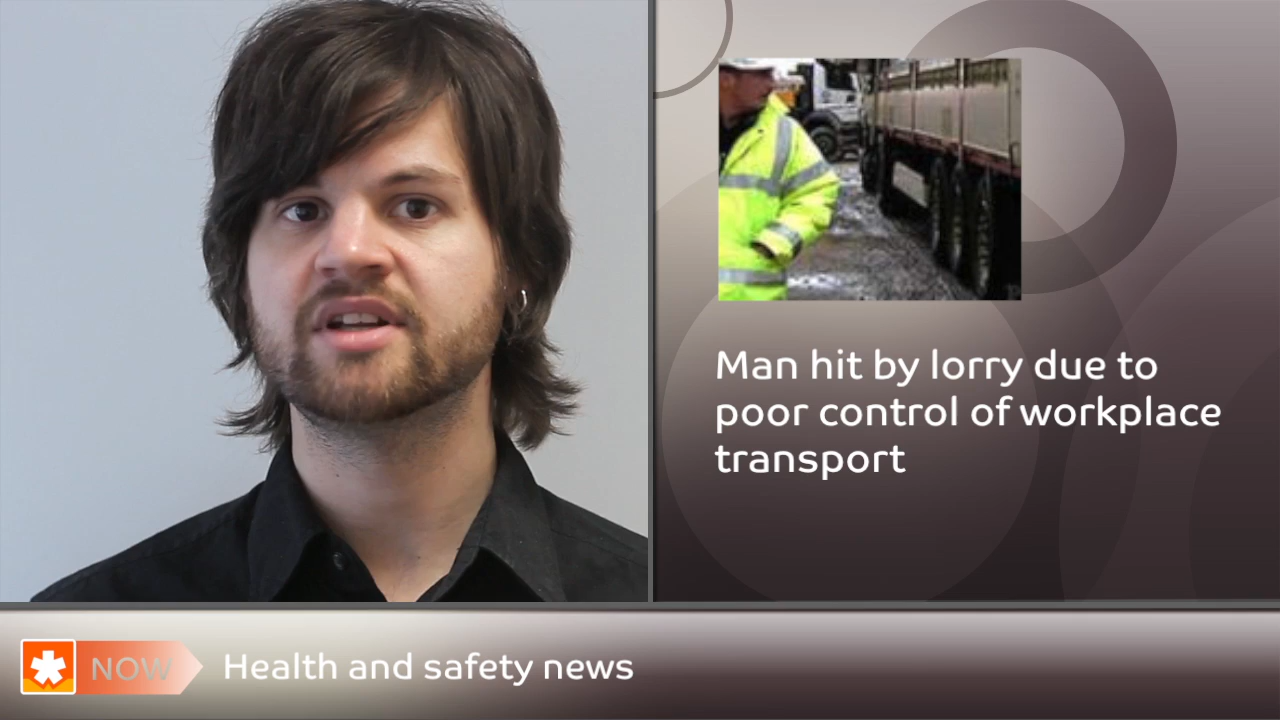 Man hit by lorry due to
poor control of workplace
transport
NOW Health and safety news